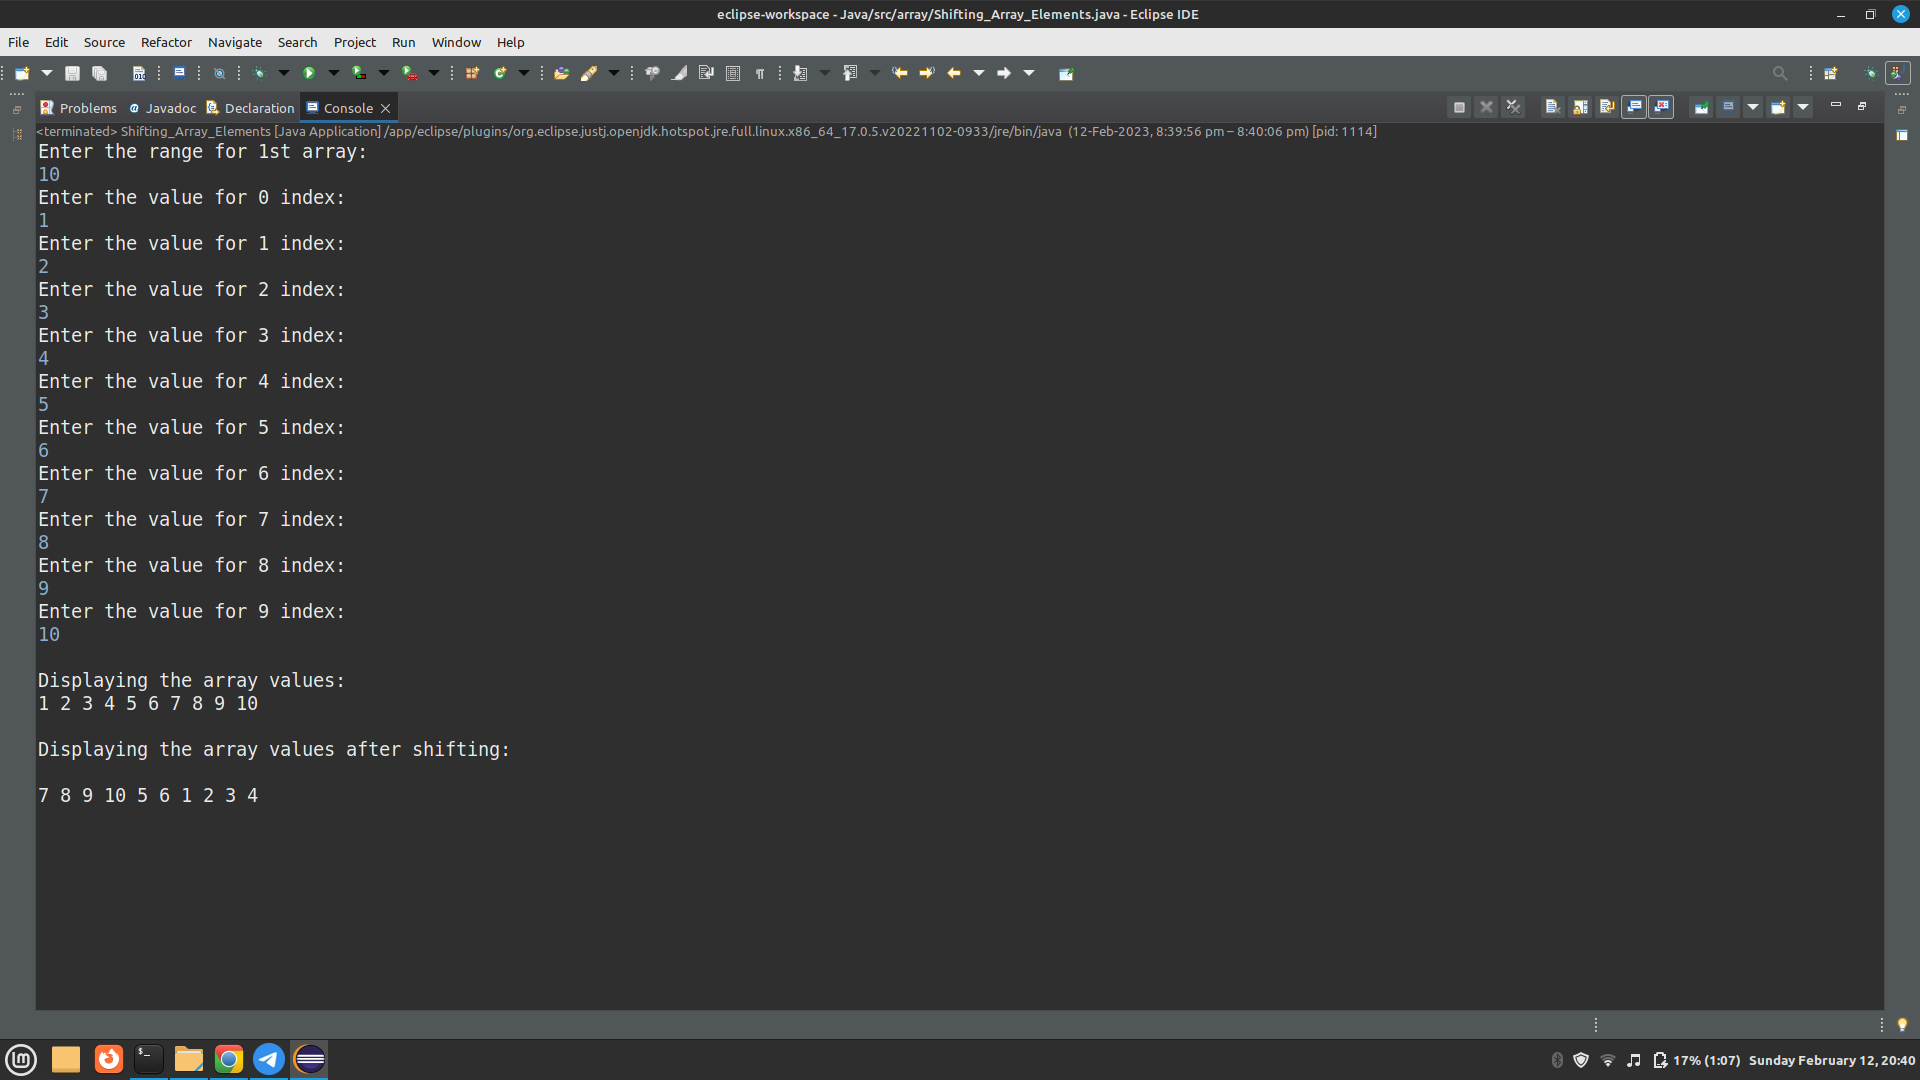 eclipse-workspace - Java/src/array/Shifting_Array_Elements.java - Eclipse IDE
File Edit Source Refactor Navigate Search Project Run Window Help
Problems Javadoc Declaration Console
<terminated> Shifting_Array_Elements [Java Application] /app/eclipse/plugins/org.eclipse.justj.openjdk.hotspot.jre.full.linux.x86_64_17.0.5.v20221102-0933/jre/bin/java (12-Feb-2023, 8:39:56 pm – 8:40:06 pm) [pid: 1114]
Enter the range for 1st array:
10
Enter the value for 0 index:
1
Enter the value for 1 index:
2
Enter the value for 2 index:
3
Enter the value for 3 index:
4
Enter the value for 4 index:
5
Enter the value for 5 index:
6
Enter the value for 6 index:
7
Enter the value for 7 index:
8
Enter the value for 8 index:
9
Enter the value for 9 index:
10
Displaying the array values:
1 2 3 4 5 6 7 8 9 10
Displaying the array values after shifting:
7 8 9 10 5 6 1 2 3 4
17% (1:07) Sunday February 12, 20:40